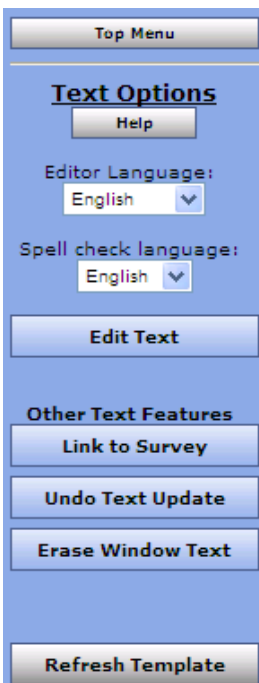 Top Menu
Text Options
Help
Editor Language:
English
Spell check language:
English
Edit Text
Other Text Features
Link to Survey
Undo Text Update
Erase Window Text
Refresh Template